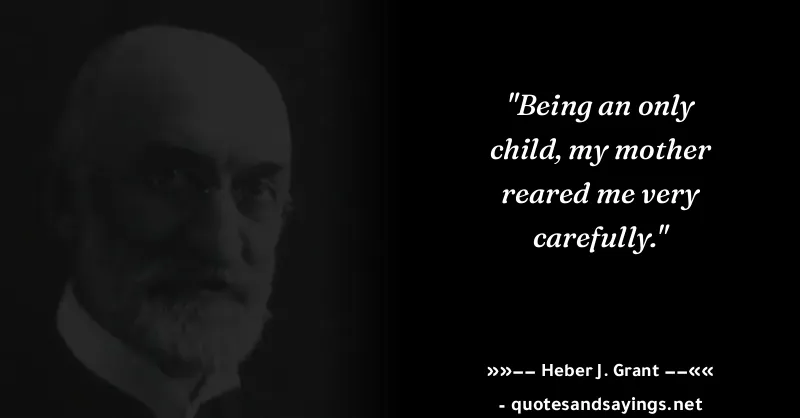 "Being an only
child, my mother
reared me very
carefully."
»»–– Heber J. Grant ––««
- quotesandsayings.net